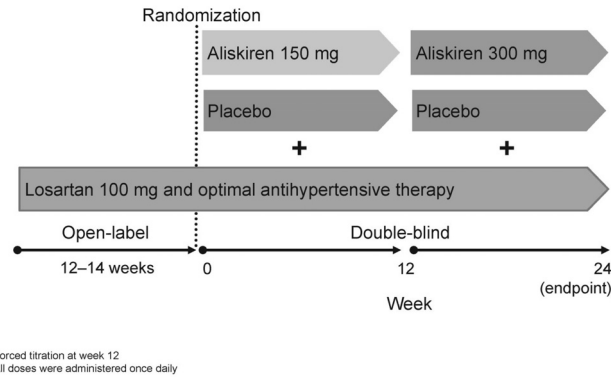 Randomization
Aliskiren 150 mg
Aliskiren 300 mg
Placebo
Placebo
+
+
Losartan 100 mg and optimal antihypertensive therapy
Open-label
Double-blind
12–14 weeks
0
12
24
(endpoint)
Week
orced titration at week 12
ll doses were administered once daily